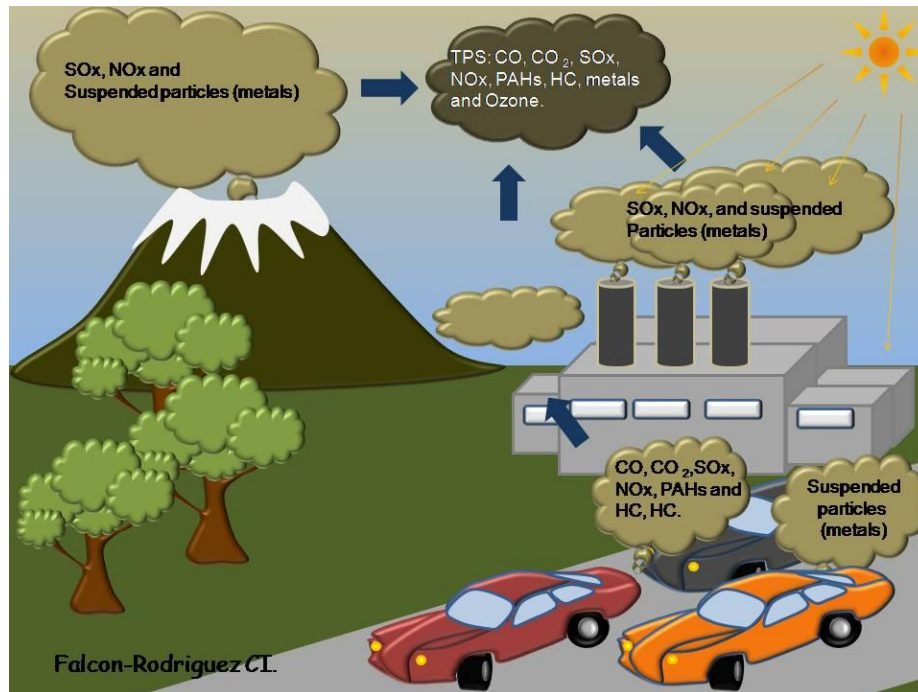 SOx, NOx and
Suspended particles (metals)
TPS: CO, CO 2, SOx,
NOx, PAHs, HC, metals
and Ozone.
SOx, NOx, and suspended
Particles (metals)
CO, CO 2,SOx,
NOx, PAHs and
HC, HC.
Suspended
particles
(metals)
Falcon-Rodriguez CI.